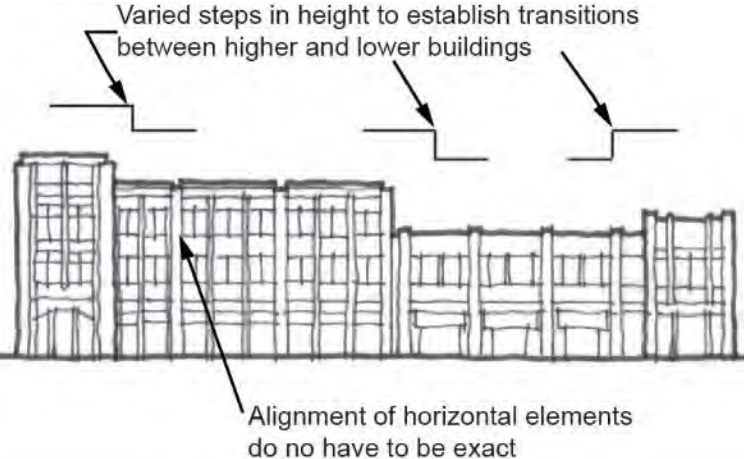 Varied steps in height to establish transitions
between higher and lower buildings
Alignment of horizontal elements
do no have to be exact